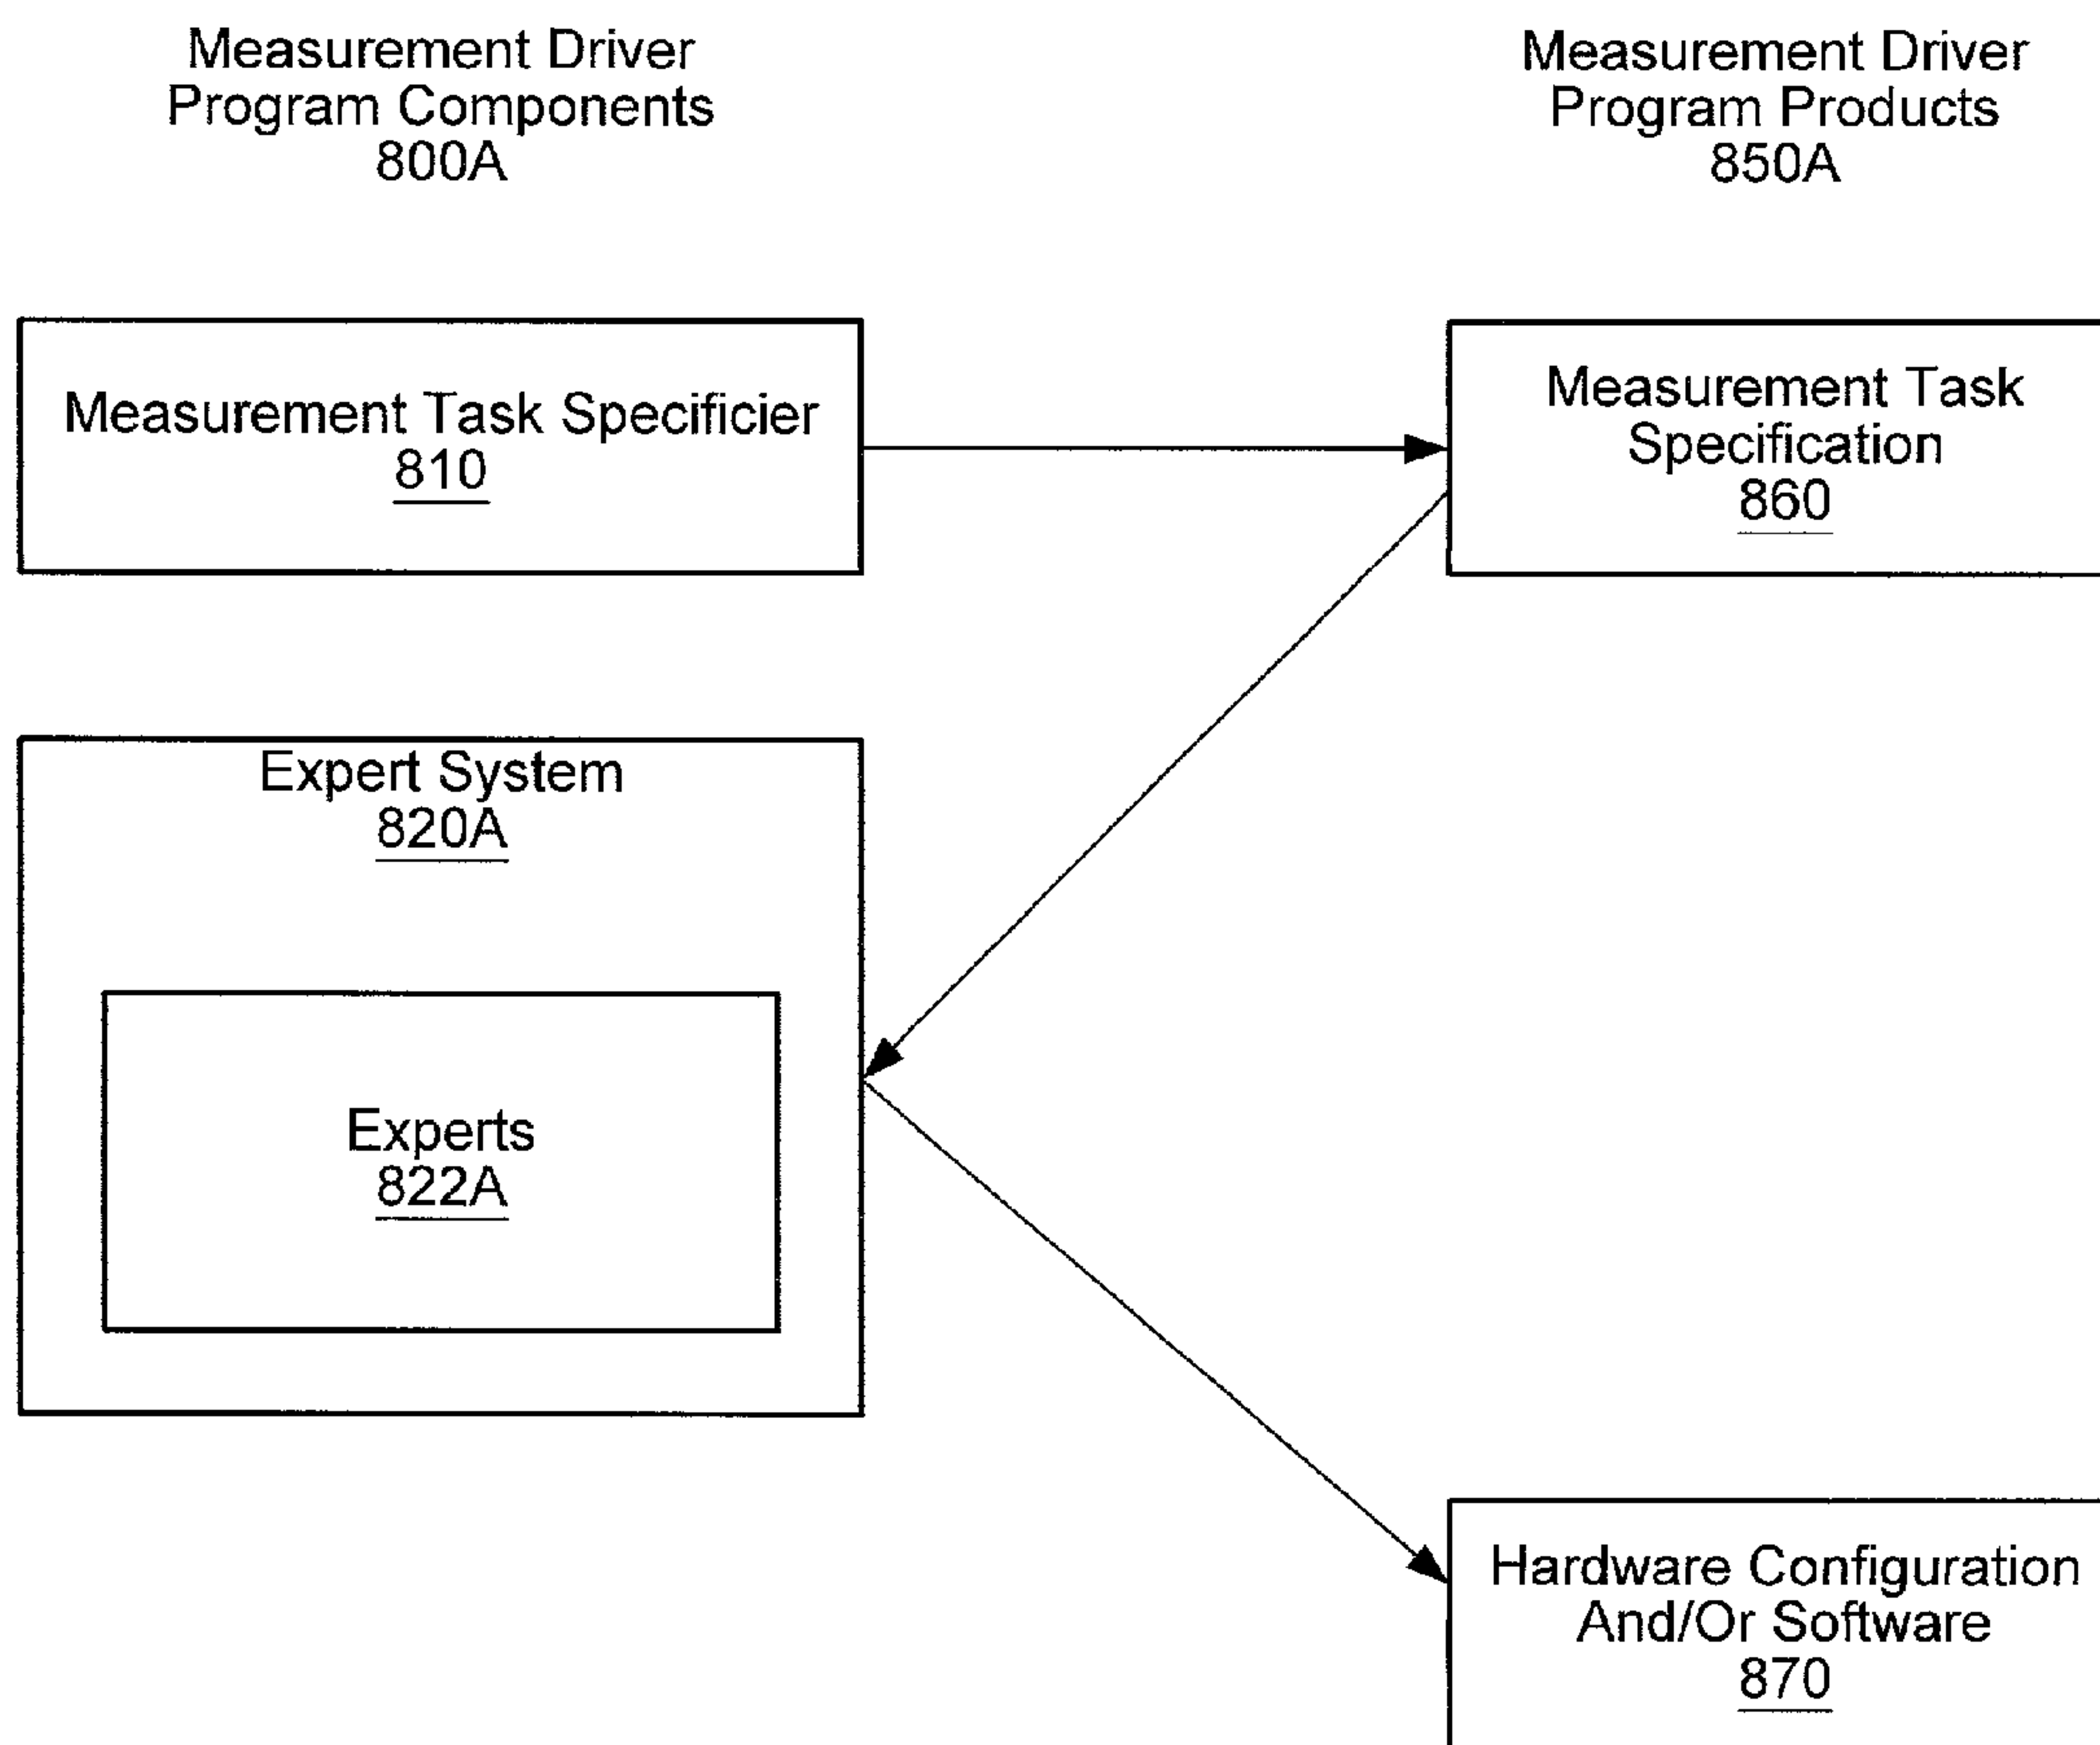 Measurement Driver
Program Components
800A
Measurement Driver
Program Products
850A
Measurement Task Specificier
810
Measurement Task
Specification
860
Expert System
820A
Experts
822A
Hardware Configuration
And/Or Software
870